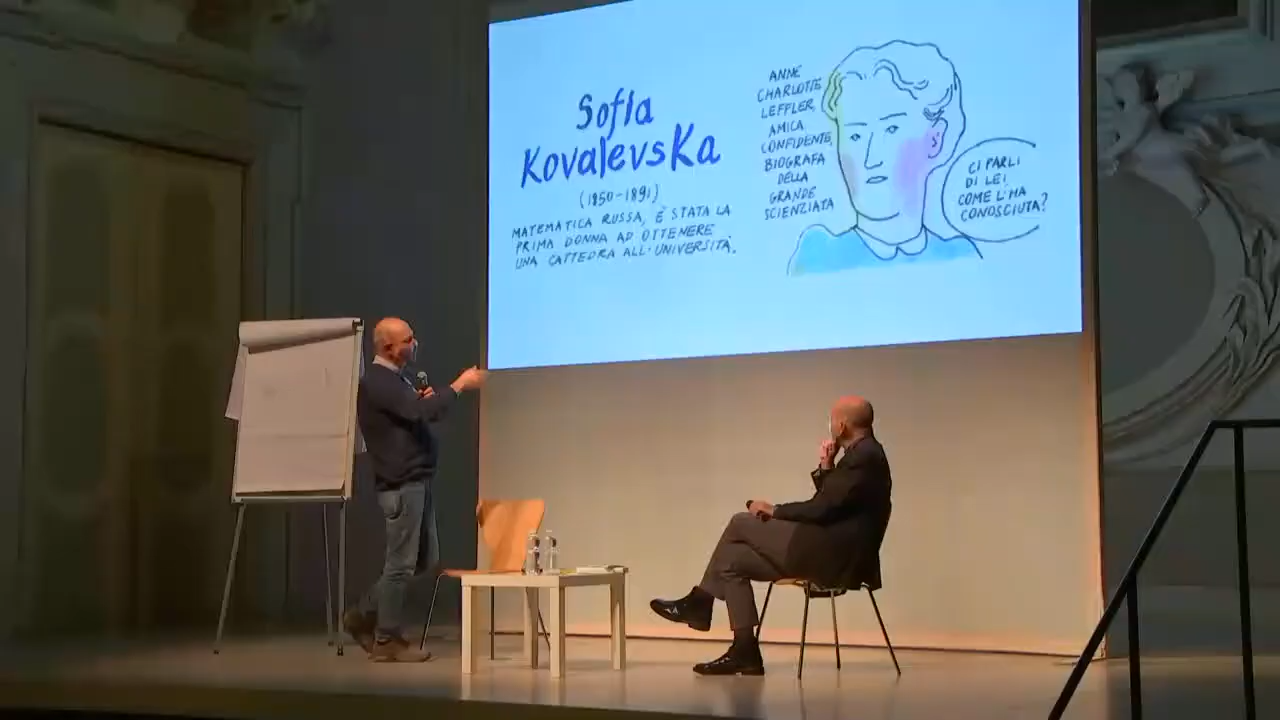 Sofia
Kovalevska
(1850-1891)
MATEMATICA RUSSA, È STATA LA
PRIMA DONNA AD OTTENERE
UNA CATTEDRA ALL'UNIVERSITÀ.
ANNE
CHARLOTTE
LEFFLER,
AMICA
CONFIDENTE,
BIOGRAFA
DELLA
GRANDE
SCIENZIATA
CI PARLI
DI LEI,
COME L'HA
CONOSCIUTA?